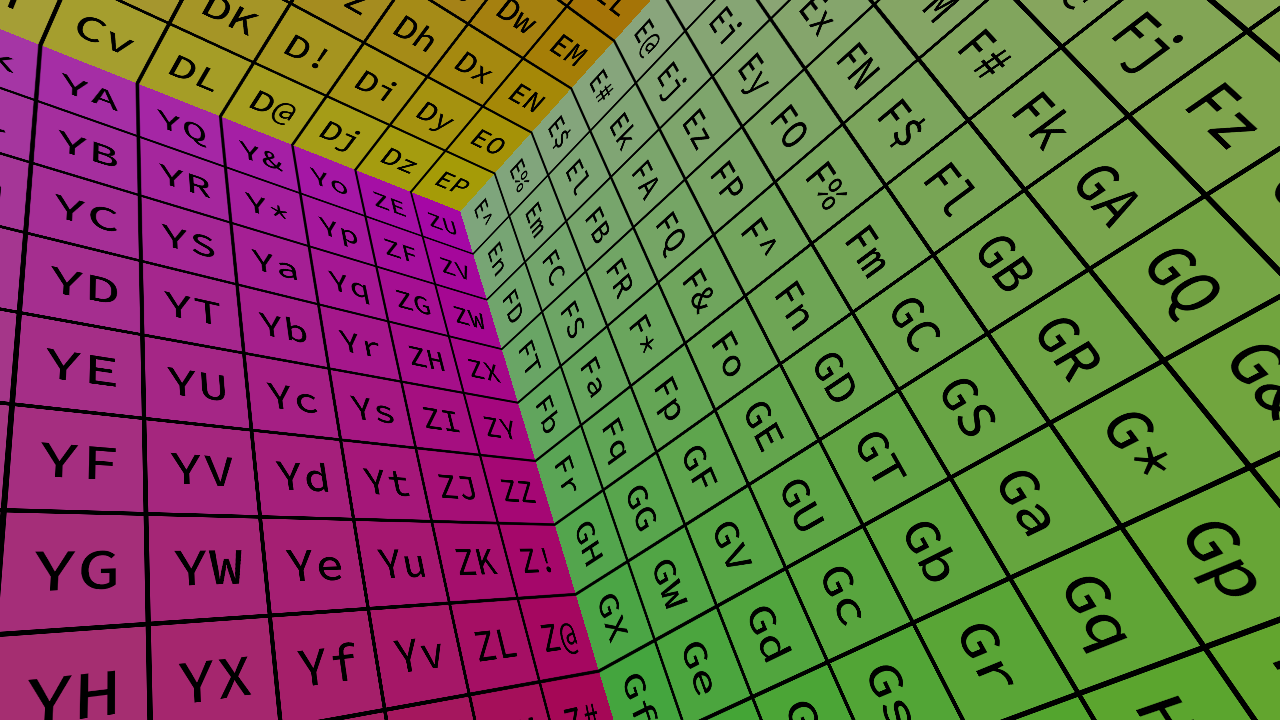 Cv DK D! Dh Dw EM
DL D@ Di Dx EN
Dj Dy EO
Dz EP
YA YQ Y& Yo ZE ZU
YB YR Y* Yp ZF ZV
YC YS Ya Yq ZG ZW
YD YT Yb Yr ZH ZX
YE YU Yc Ys ZI ZY
YF YV Yd Yt ZJ ZZ
YG YW Ye Yu ZK Z!
YH YX Yf Yv ZL Z@
Z#
E@ Ei Ex
E# Ej Ey FN F# Fj
E$ Ek Ez FO F$ Fk FZ
E% El FA FP F% Fl GA
E^ Em FB FQ F^ Fm GB GQ
En FC FR F& Fn GC GR G&
FD FS F* Fo GD GS G*
FT Fa Fp GE GT Ga Gp
Fb Fq GF GU Gb Gq
Fr GG GV Gc Gr
GH GW Gd Gs
GX Ge
Gf